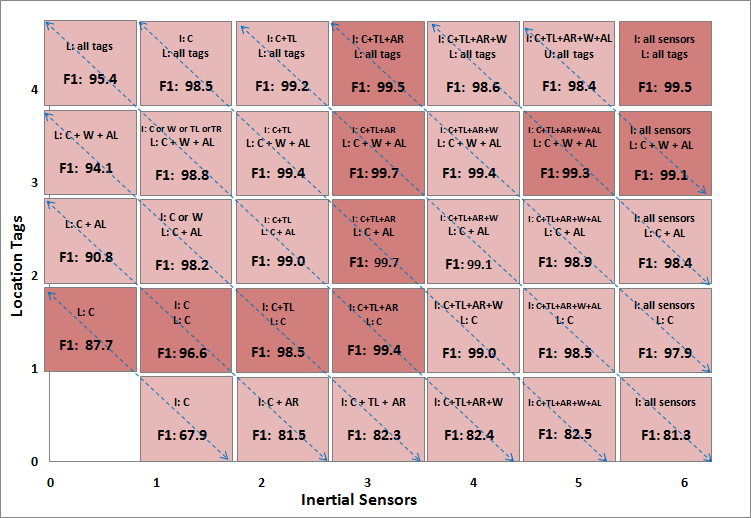 L: all tags
F1: 95.4
I: C
L: all tags
F1: 98.5
I: C+TL
L: all tags
F1: 99.2
I: C+TL+AR
L: all tags
F1: 99.5
I: C+TL+AR+W
L: all tags
F1: 98.6
I: C+TL+AR+W+AL
U: all tags
F1: 98.4
I: all sensors
L: all tags
F1: 99.5
4
L: C + W + AL
F1: 94.1
I: C or W or TL orTR
L: C + W + AL
F1: 98.8
I: C+TL
L: C + W + AL
F1: 99.4
I: C+TL+AR
L: C + W + AL
F1: 99.7
I: C+TL+AR+W
L: C + W + AL
F1: 99.4
I: C+TL+AR+W+AL
L: C + W + AL
F1: 99.3
I: all sensors
L: C + W + AL
F1: 99.1
3
L: C + AL
F1: 90.8
I: C or W
L: C + AL
F1: 98.2
I: C+TL
L: C + AL
F1: 99.0
I: C+TL+AR
L: C + AL
F1: 99.7
I: C+TL+AR+W
L: C + AL
F1: 99.1
I: C+TL+AR+W+AL
L: C + AL
F1: 98.9
I: all sensors
L: C + AL
F1: 98.4
2
L: C
F1: 87.7
I: C
L: C
F1: 96.6
I: C+TL
L: C
F1: 98.5
I: C+TL+AR
L: C
F1: 99.4
I: C+TL+AR+W
L: C
F1: 99.0
I: C+TL+AR+W+AL
L: C
F1: 98.5
I: all sensors
L: C
F1: 97.9
1
I: C
F1: 67.9
I: C + AR
F1: 81.5
I: C + TL + AR
F1: 82.3
I: C+TL+AR+W
F1: 82.4
I: C+TL+AR+W+AL
F1: 82.5
I: all sensors
F1: 81.3
0
Location Tags
0 1 2 3 4 5 6
Inertial Sensors